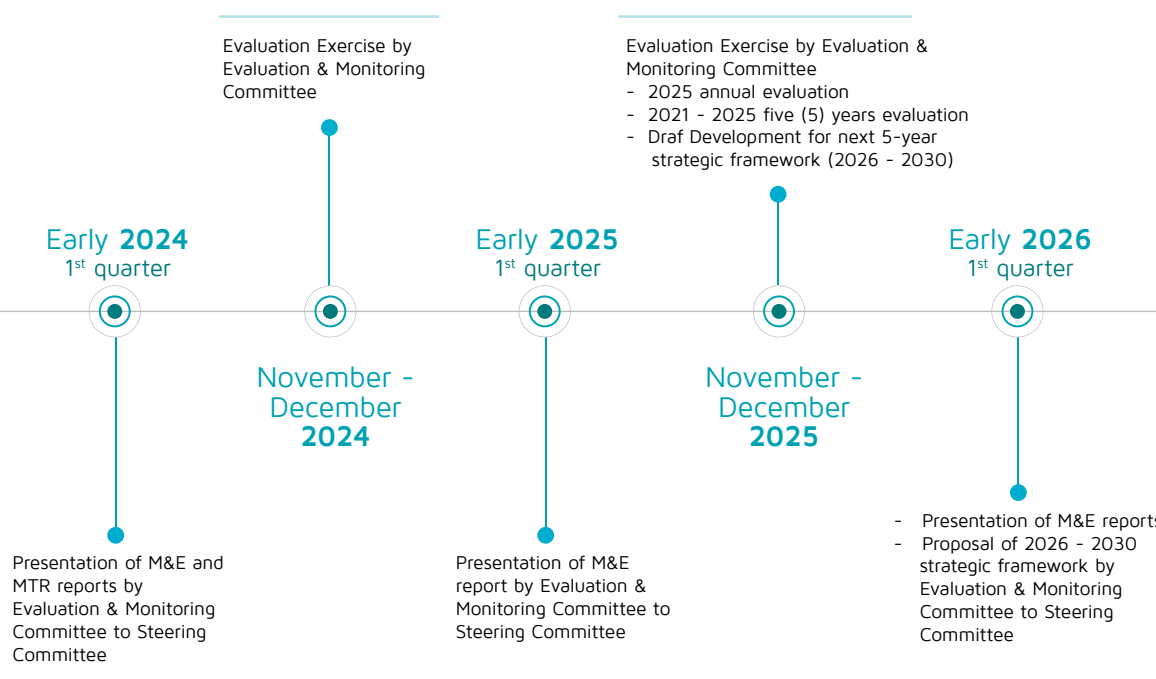 Evaluation Exercise by
Evaluation & Monitoring
Committee
Evaluation Exercise by Evaluation &
Monitoring Committee
- 2025 annual evaluation
- 2021 - 2025 five (5) years evaluation
- Draf Development for next 5-year
strategic framework (2026 - 2030)
Early 2024
1st quarter
Early 2025
1st quarter
Early 2026
1st quarter
November -
December
2024
November -
December
2025
Presentation of M&E and
MTR reports by
Evaluation & Monitoring
Committee to Steering
Committee
Presentation of M&E
report by Evaluation &
Monitoring Committee to
Steering Committee
- Presentation of M&E reports
- Proposal of 2026 - 2030
strategic framework by
Evaluation & Monitoring
Committee to Steering
Committee